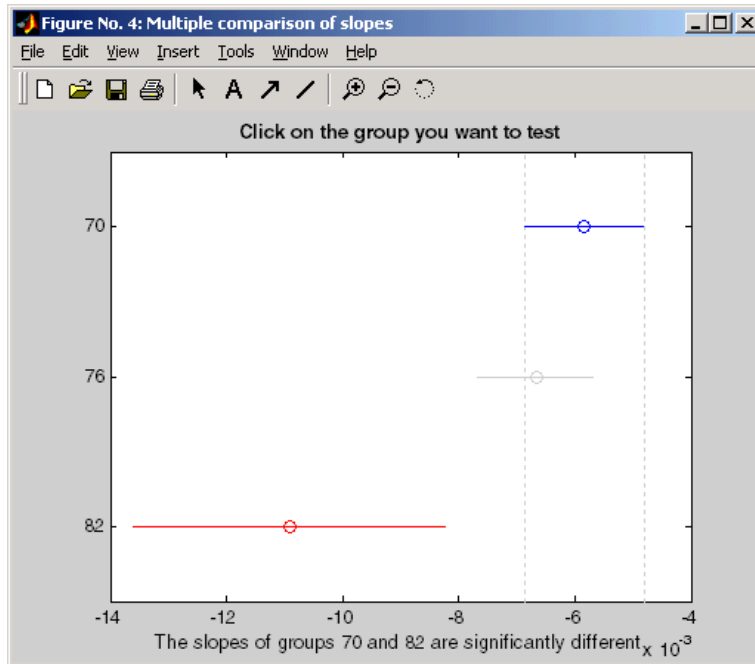 Figure No. 4: Multiple comparison of slopes
File Edit View Insert Tools Window Help
A
Click on the group you want to test
70
76
82
-14 -12 -10 -8 -6 -4
The slopes of groups 70 and 82 are significantly different x 10^-3